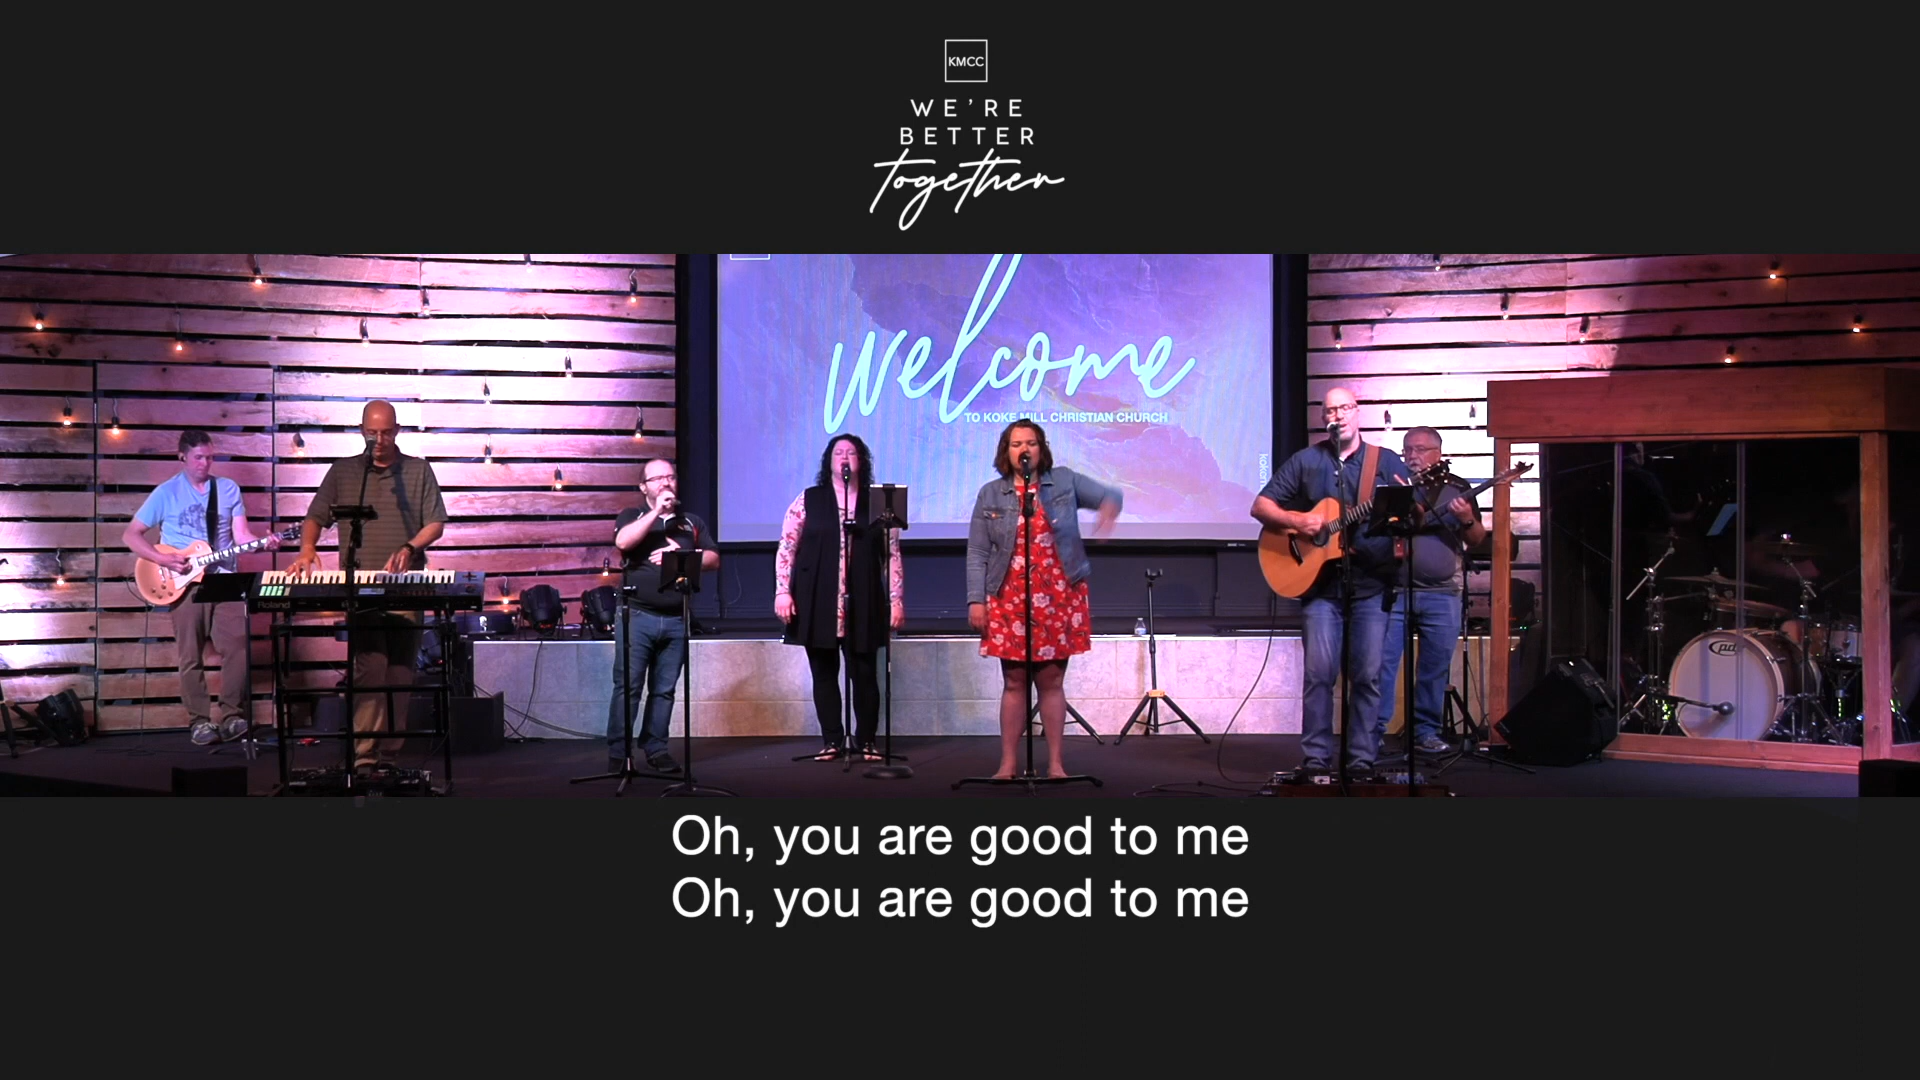 KMCC
WE'RE
BETTER
together
welcome
TO KOKE MILL CHRISTIAN CHURCH
Roland
pd
Oh, you are good to me
Oh, you are good to me